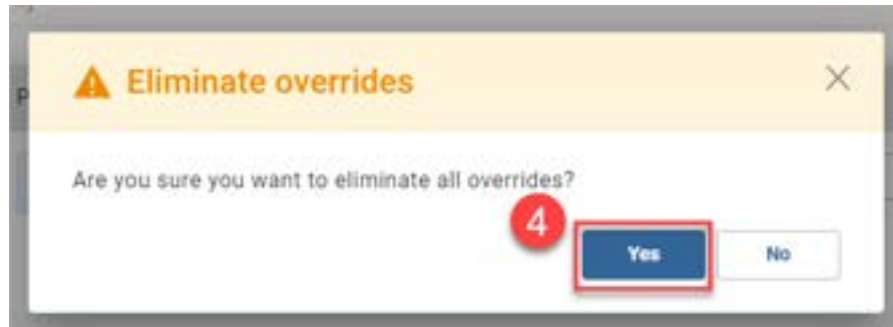 P
Eliminate overrides
Are you sure you want to eliminate all overrides?
4
Yes No